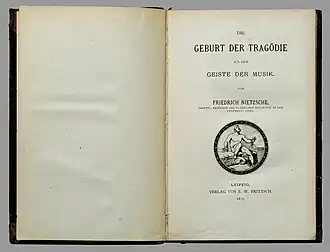 DIE
GEBURT DER TRAGÖDIE
AUS DEM
GEISTE DER MUSIK.
VON
FRIEDRICH NIETZSCHE,
LEIPZIG.
VERLAG VON E. W. FRITZSCH.